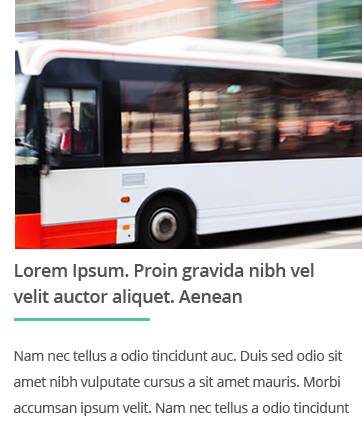 Lorem Ipsum. Proin gravida nibh vel
velit auctor aliquet. Aenean
Nam nec tellus a odio tincidunt auc. Duis sed odio sit
amet nibh vulputate cursus a sit amet mauris. Morbi
accumsan ipsum velit. Nam nec tellus a odio tincidunt